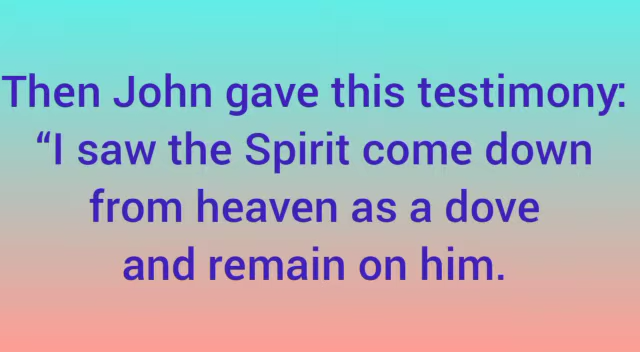 Then John gave this testimony:
“I saw the Spirit come down
from heaven as a dove
and remain on him.